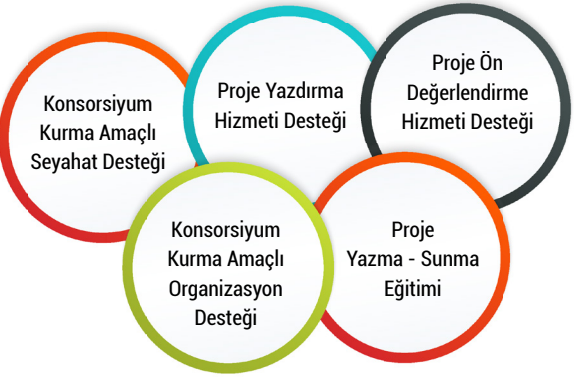 Konsorsiyum
Kurma Amaçlı
Seyahat Desteği
Proje Yazdırma
Hizmeti Desteği
Proje Ön
Değerlendirme
Hizmeti Desteği
Konsorsiyum
Kurma Amaçlı
Organizasyon
Desteği
Proje
Yazma - Sunma
Eğitimi